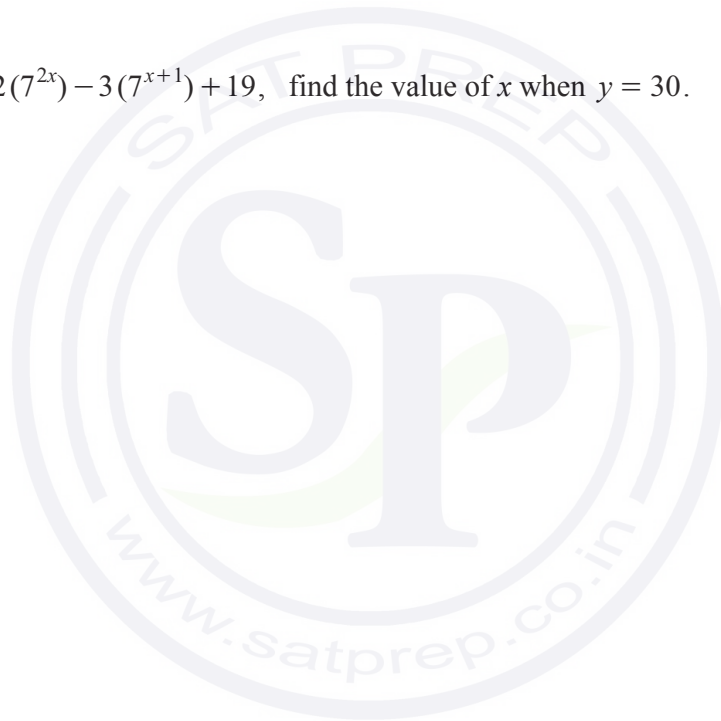 2(7^{2x}) − 3(7^{x+1}) + 19, find the value of x when y = 30.
SAT PREP
SP
www.satprep.co.in